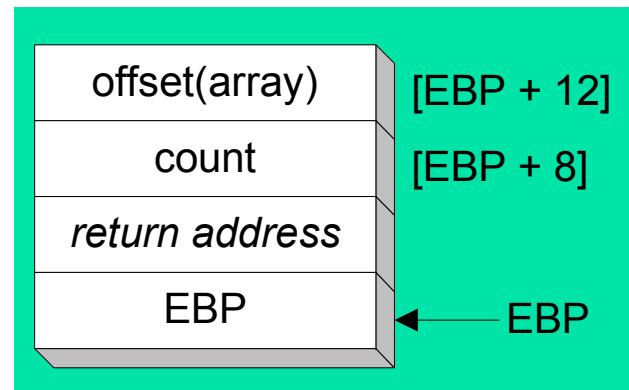 offset(array) [EBP + 12]
count [EBP + 8]
return address
EBP EBP